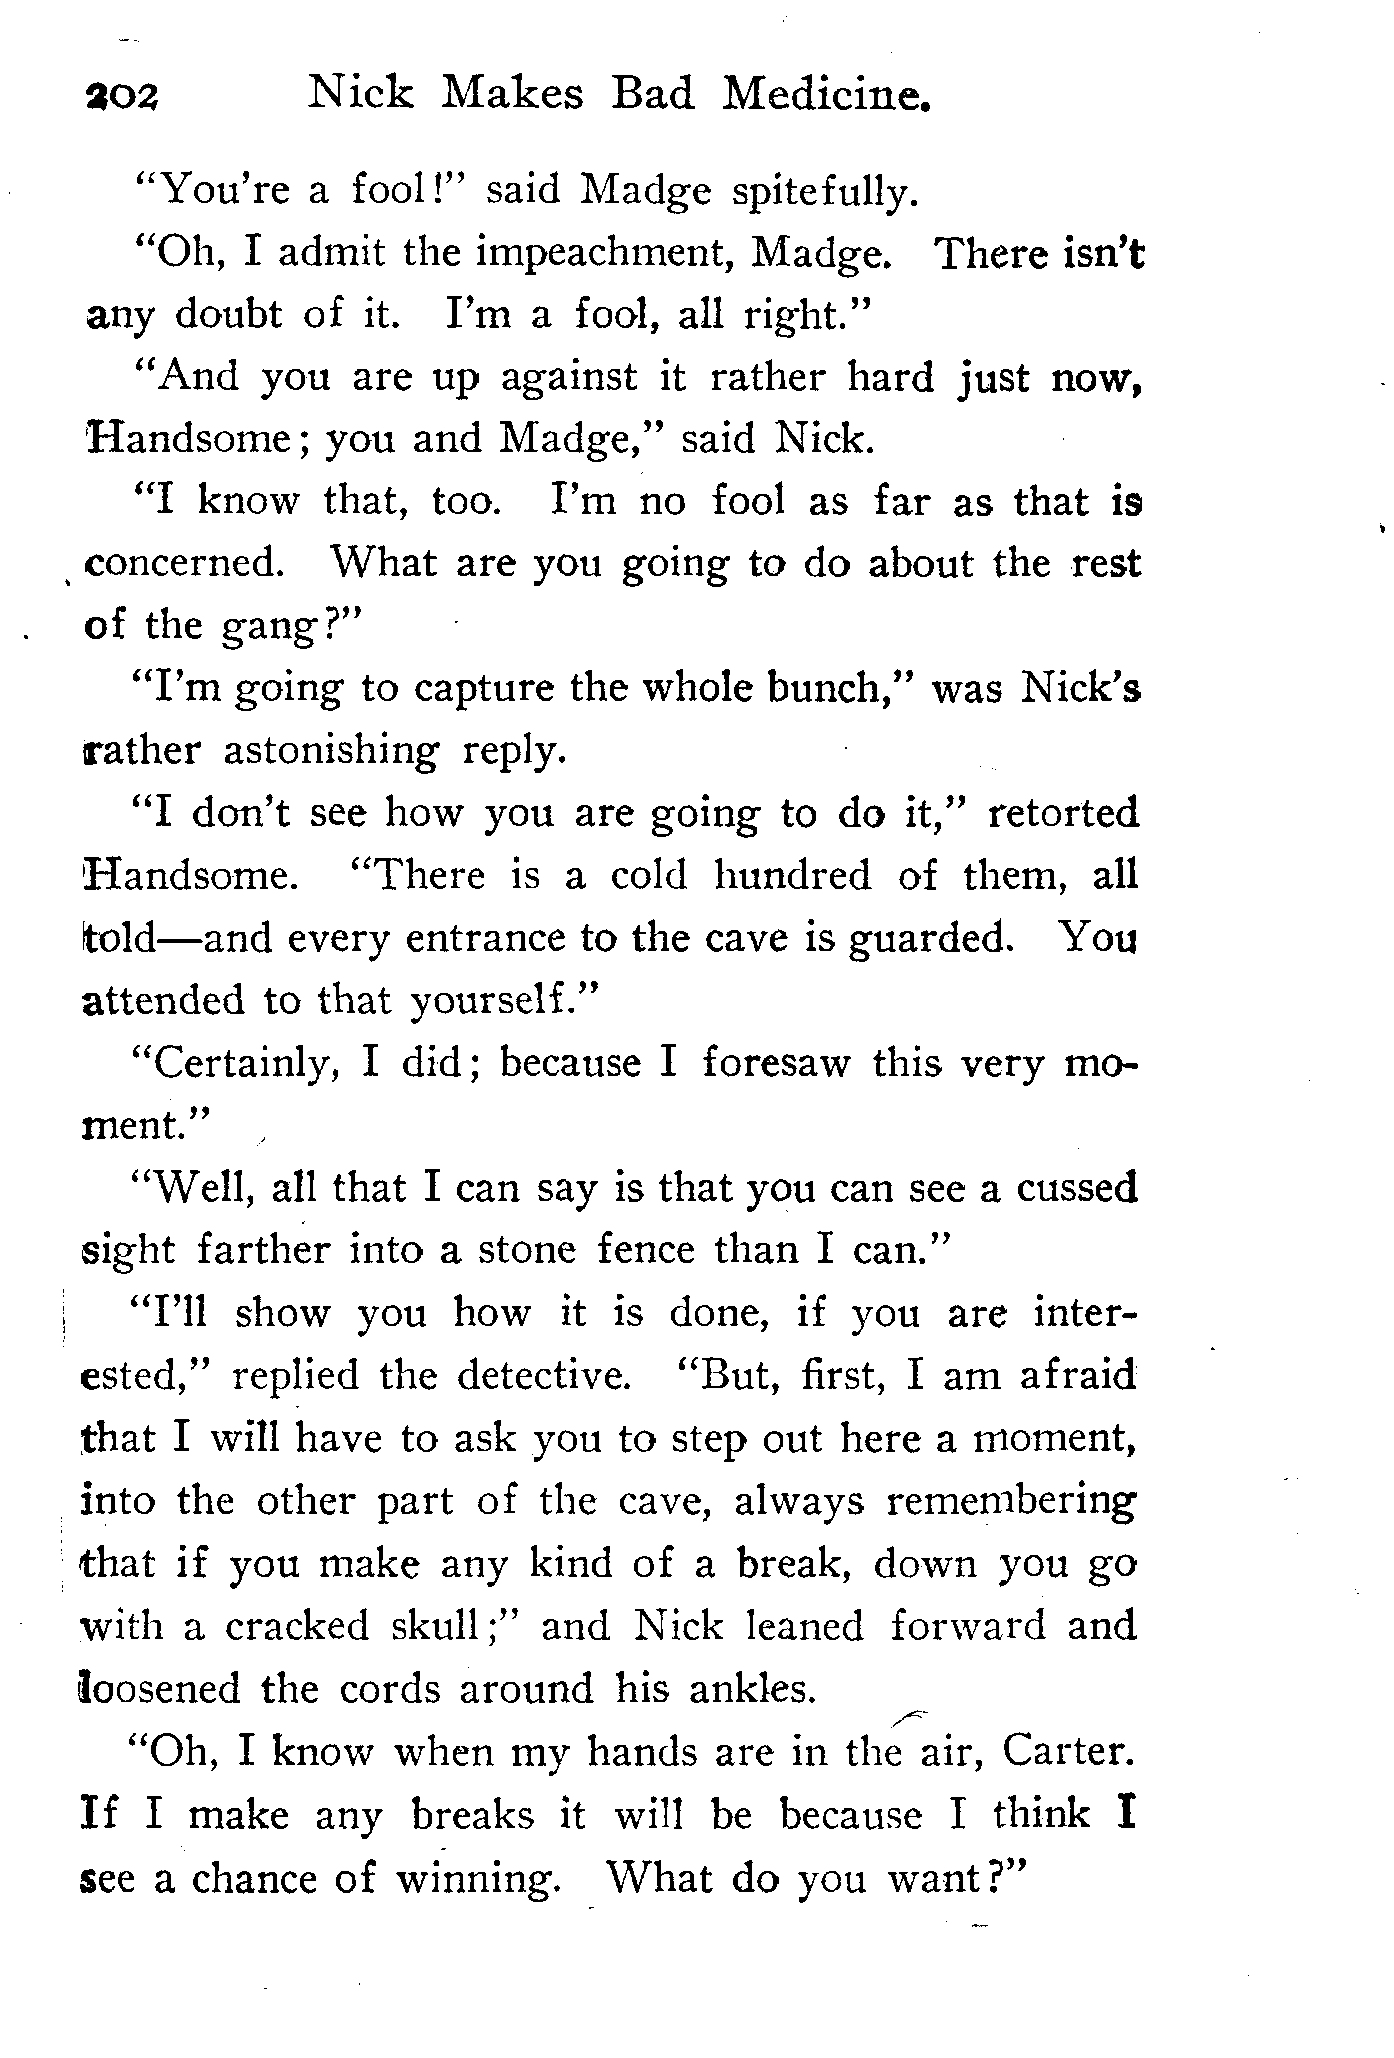 202 Nick Makes Bad Medicine.
"You're a fool!" said Madge spitefully.
"Oh, I admit the impeachment, Madge. There isn't
any doubt of it. I'm a fool, all right."
"And you are up against it rather hard just now,
Handsome; you and Madge," said Nick.
"I know that, too. I'm no fool as far as that is
concerned. What are you going to do about the rest
of the gang?"
"I'm going to capture the whole bunch," was Nick's
rather astonishing reply.
"I don't see how you are going to do it," retorted
Handsome. "There is a cold hundred of them, all
told—and every entrance to the cave is guarded. You
attended to that yourself."
"Certainly, I did; because I foresaw this very mo-
ment."
"Well, all that I can say is that you can see a cussed
sight farther into a stone fence than I can."
"I'll show you how it is done, if you are inter-
ested," replied the detective. "But, first, I am afraid
that I will have to ask you to step out here a moment,
into the other part of the cave, always remembering
that if you make any kind of a break, down you go
with a cracked skull;" and Nick leaned forward and
loosened the cords around his ankles.
"Oh, I know when my hands are in the air, Carter.
If I make any breaks it will be because I think I
see a chance of winning. What do you want?"